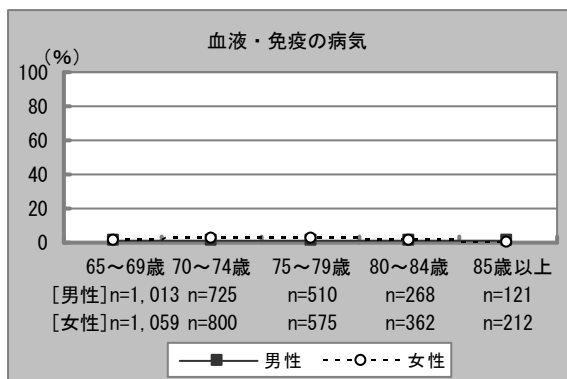 血液・免疫の病気
(%)
100
80
60
40
20
0
65～69歳 70～74歳 75～79歳 80～84歳 85歳以上
[男性]n=1,013 n=725 n=510 n=268 n=121
[女性]n=1,059 n=800 n=575 n=362 n=212
男性 女性